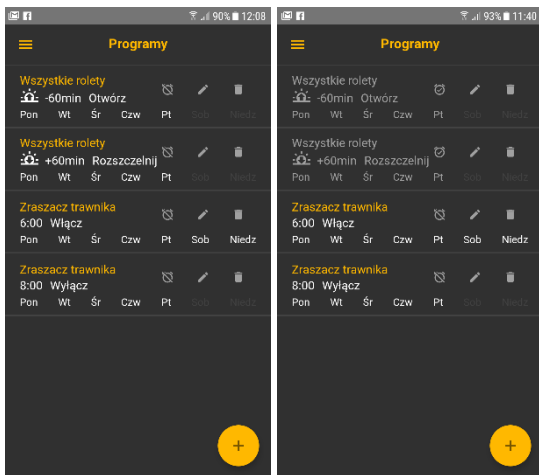 90% 12:08
Programy
Wszystkie rolety
-60min Otwórz
Pon Wt Śr Czw Pt Sob Niedz
Wszystkie rolety
+60min Rozszczelnij
Pon Wt Śr Czw Pt Sob Niedz
Zraszacz trawnika
6:00 Włącz
Pon Wt Śr Czw Pt Sob Niedz
Zraszacz trawnika
8:00 Wyłącz
Pon Wt Śr Czw Pt Sob Niedz
+
93% 11:40
Programy
Wszystkie rolety
-60min Otwórz
Pon Wt Śr Czw Pt Sob Niedz
Wszystkie rolety
+60min Rozszczelnij
Pon Wt Śr Czw Pt Sob Niedz
Zraszacz trawnika
6:00 Włącz
Pon Wt Śr Czw Pt Sob Niedz
Zraszacz trawnika
8:00 Wyłącz
Pon Wt Śr Czw Pt Sob Niedz
+